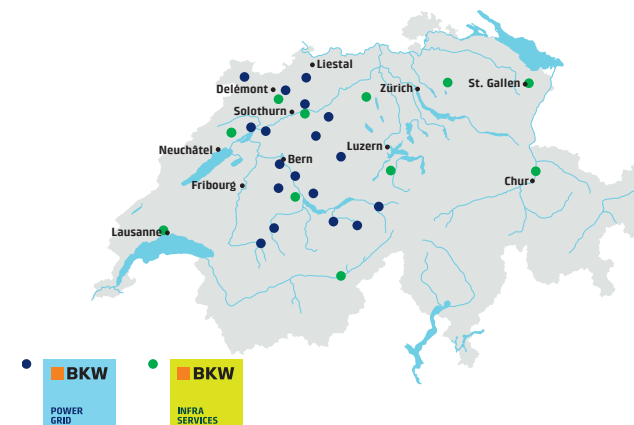 Liestal
Delémont
Zürich
St. Gallen
Solothurn
Neuchâtel
Luzern
Bern
Fribourg
Chur
Lausanne
BKW
POWER
GRID
BKW
INFRA
SERVICES